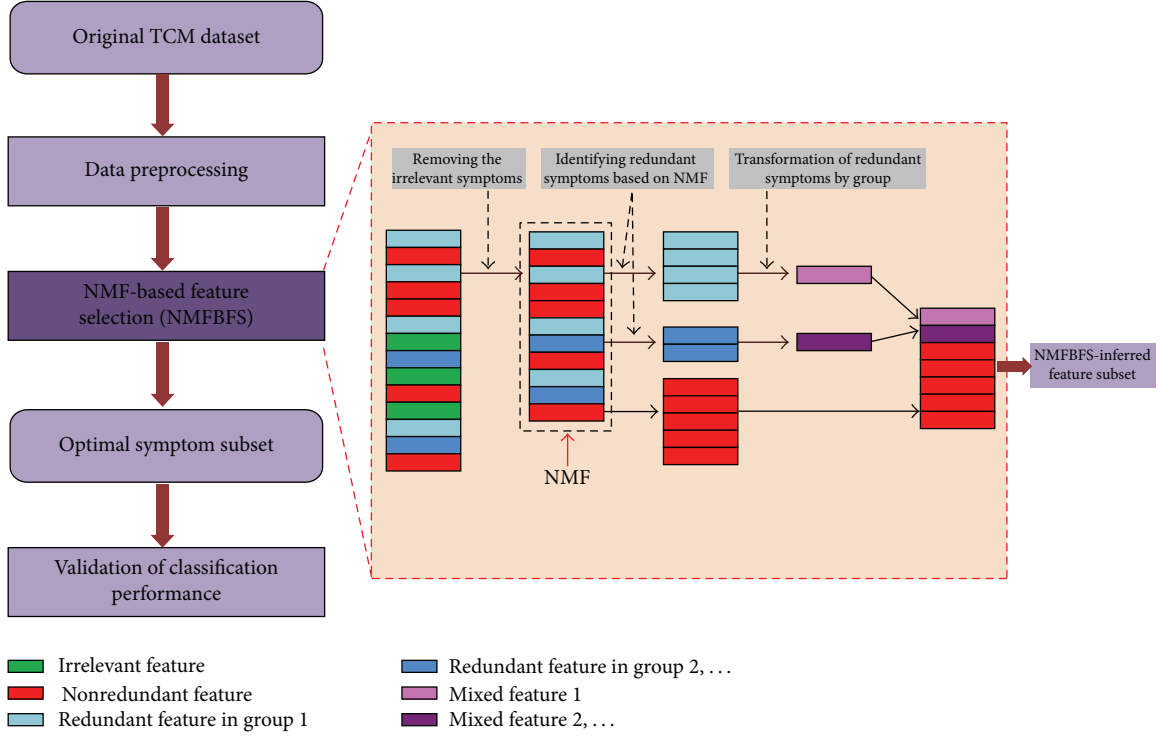 Original TCM dataset
Data preprocessing
NMF-based feature
selection (NMFBFS)
Optimal symptom subset
Validation of classification
performance
Removing the
irrelevant symptoms
Identifying redundant
symptoms based on NMF
Transformation of redundant
symptoms by group
NMF
NMFBFS-inferred
feature subset
Irrelevant feature
Nonredundant feature
Redundant feature in group 1
Redundant feature in group 2, . . .
Mixed feature 1
Mixed feature 2, . . .